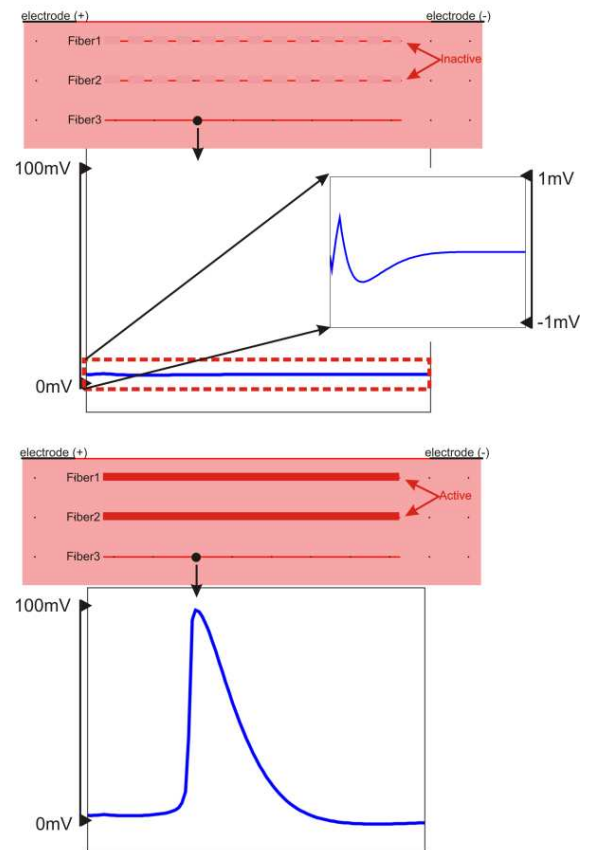 electrode (+) electrode (-)
Fiber1
Inactive
Fiber2
Fiber3
100mV
1mV
-1mV
0mV
electrode (+) electrode (-)
Fiber1
Active
Fiber2
Fiber3
100mV
0mV